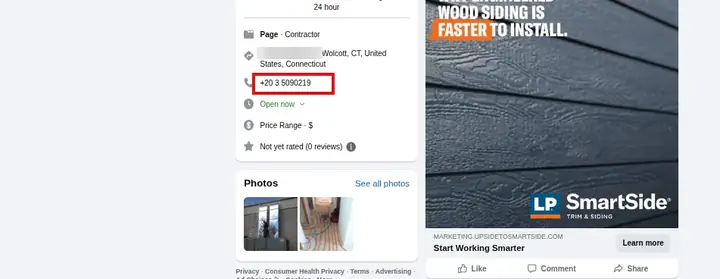 24 hour
Page · Contractor
Wolcott, CT, United
States, Connecticut
+20 3 5090219
Open now
Price Range · $
Not yet rated (0 reviews)
Photos
See all photos
Privacy · Consumer Health Privacy · Terms · Advertising ·
WOOD SIDING IS
FASTER TO INSTALL.
LP SmartSide
TRIM & SIDING
MARKETING.UPSIDETOSMARTSIDE.COM
Start Working Smarter
Learn more
Like
Comment
Share